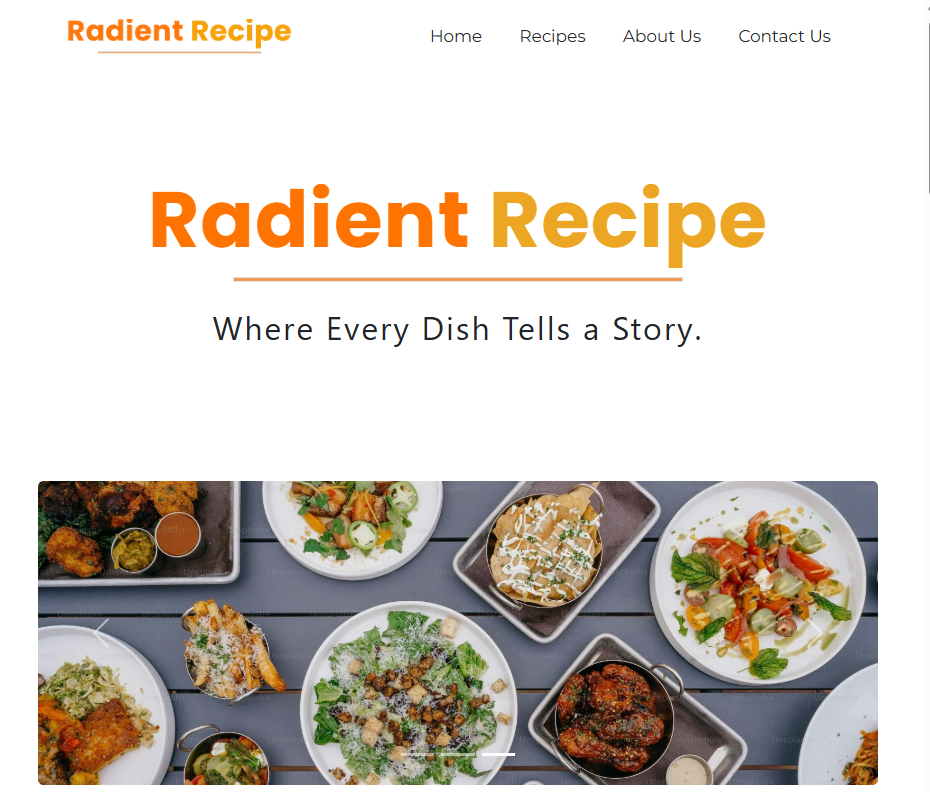 Radient Recipe
Home Recipes About Us Contact Us
Radient Recipe
Where Every Dish Tells a Story.